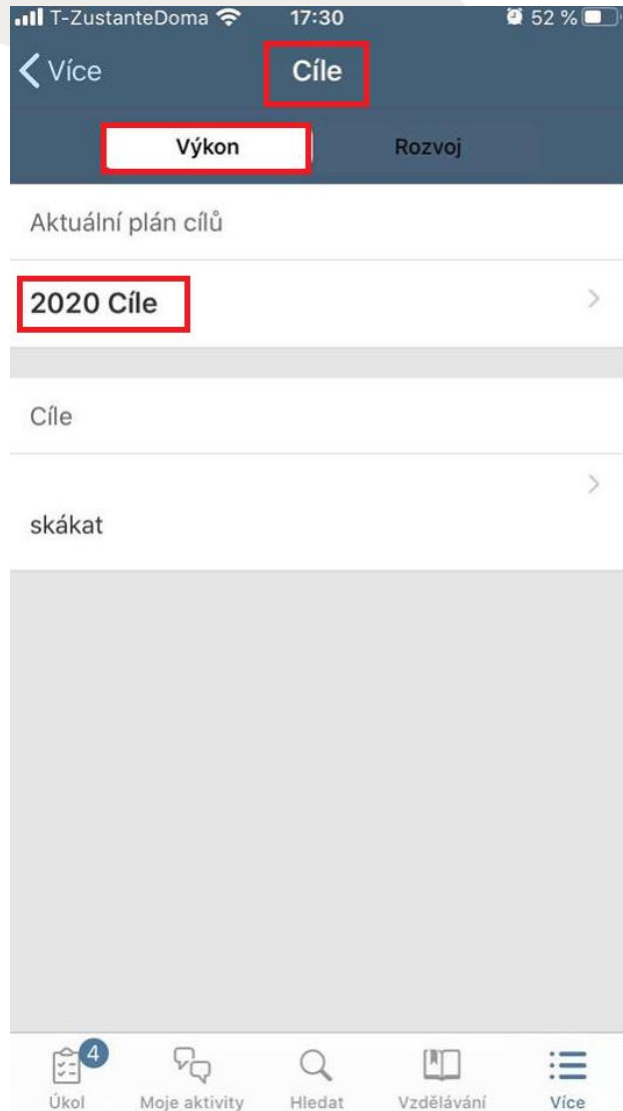 T-ZustanteDoma 17:30 52 %
Více Cíle
Výkon Rozvoj
Aktuální plán cílů
2020 Cíle
Cíle
skákat
4
Úkol Moje aktivity Hledat Vzdělávání Více